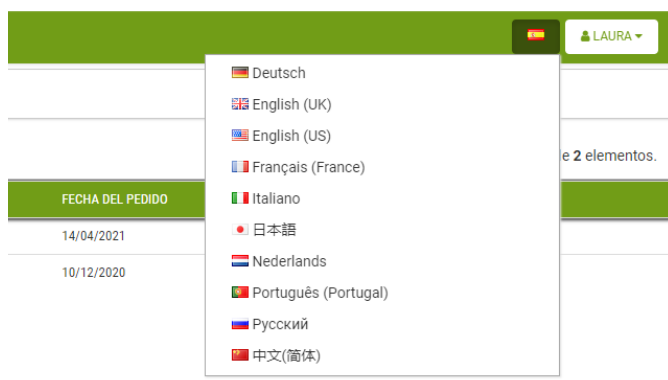 LAURA
Deutsch
English (UK)
English (US)
Français (France)
Italiano
日本語
Nederlands
Português (Portugal)
Русский
中文(简体)
de 2 elementos.
FECHA DEL PEDIDO
14/04/2021
10/12/2020